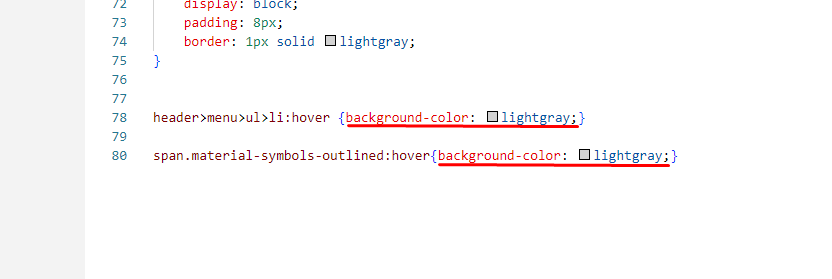 72 display: block;
73 padding: 8px;
74 border: 1px solid lightgray;
75 }
76
77
78 header>menu>ul>li:hover {background-color: lightgray;}
79
80 span.material-symbols-outlined:hover{background-color: lightgray;}